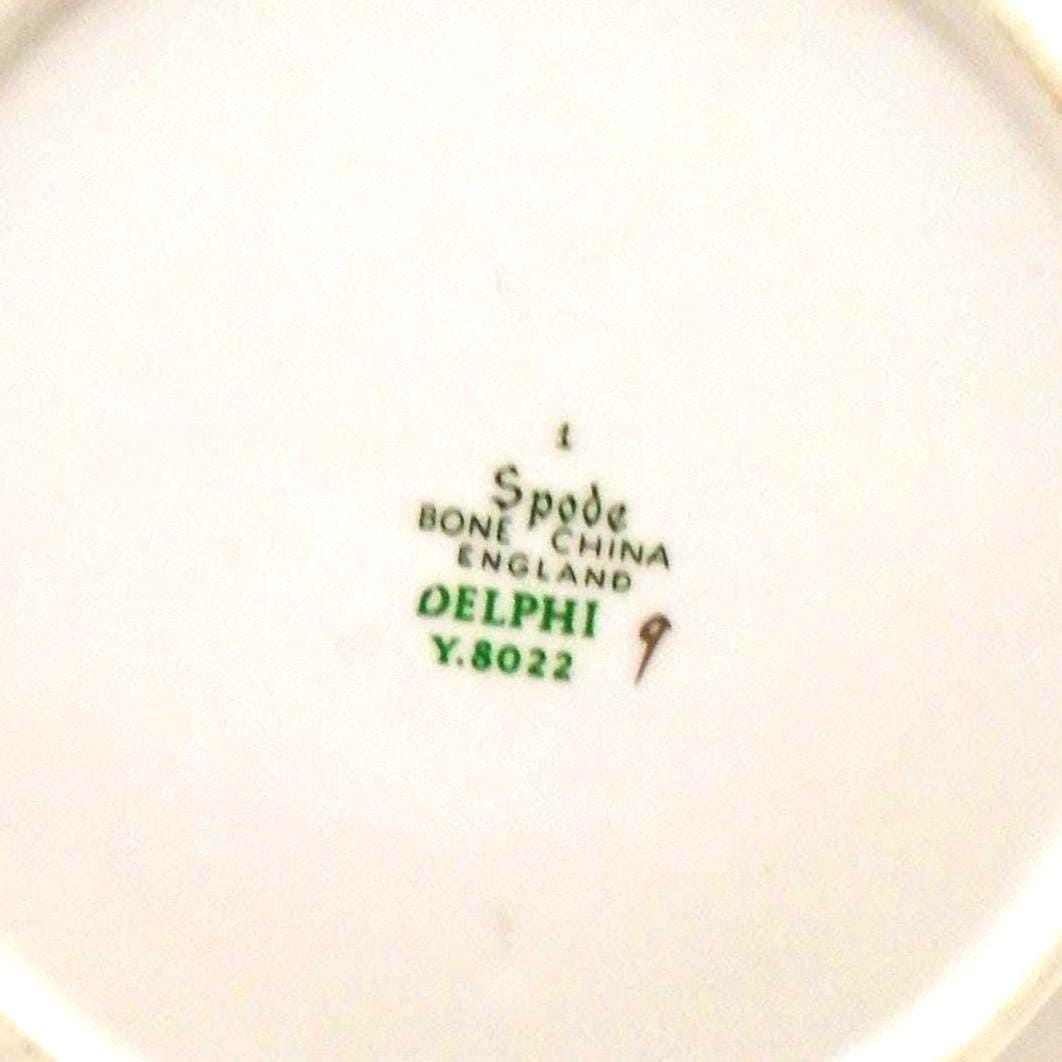 1
Spode
BONE CHINA
ENGLAND
DELPHI
Y.8022
9